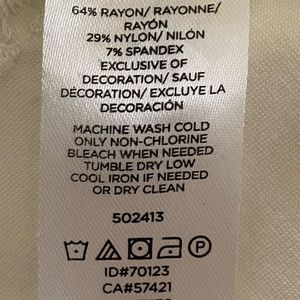 64% RAYON/ RAYONNE/
RAYÓN
29% NYLON/ NILÓN
7% SPANDEX
EXCLUSIVE OF
DECORATION/ SAUF
DÉCORATION/ EXCLUYE LA
DECORACIÓN
MACHINE WASH COLD
ONLY NON-CHLORINE
BLEACH WHEN NEEDED
TUMBLE DRY LOW
COOL IRON IF NEEDED
OR DRY CLEAN
502413
P
ID#70123
CA#57421